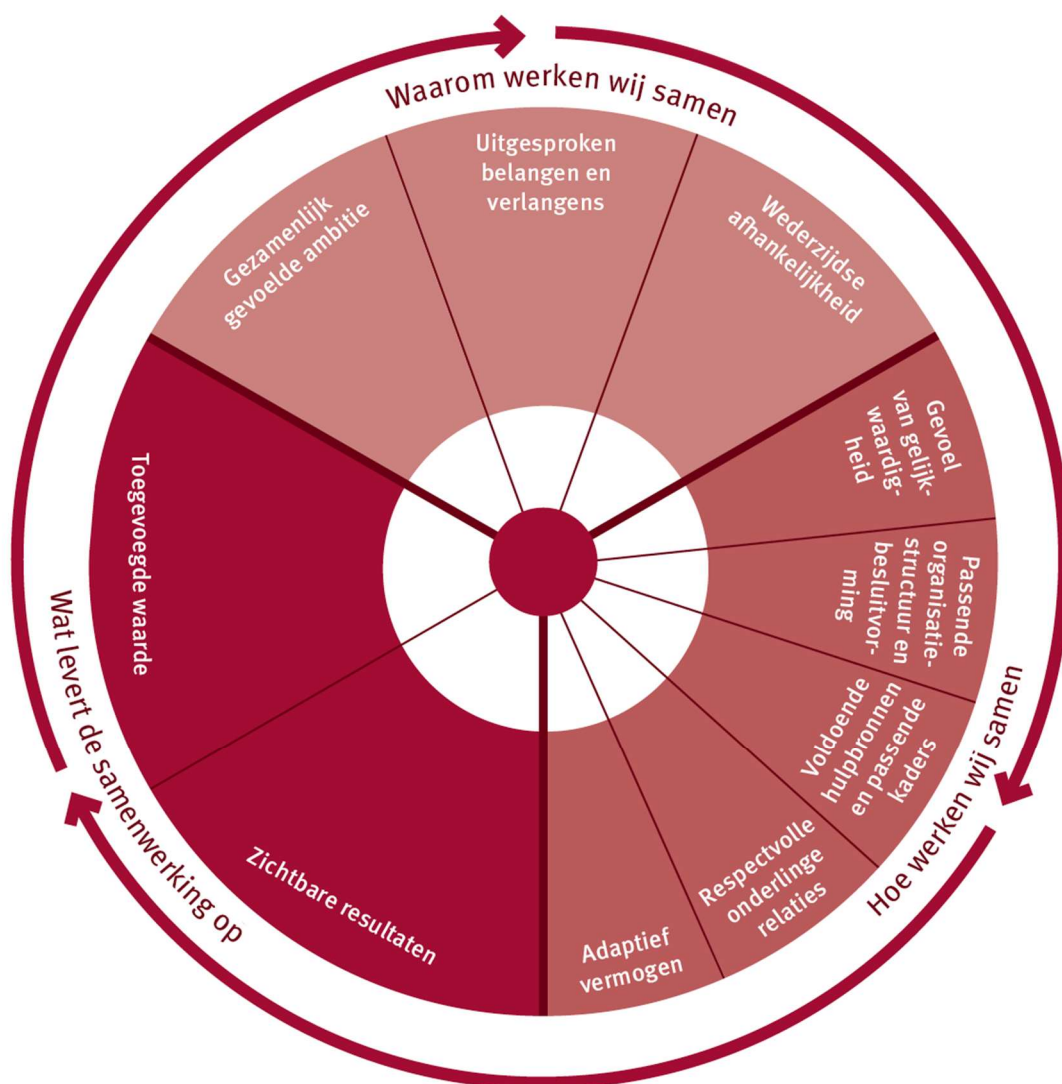 Waarom werken wij samen
Gezamenlijk
gevoelde ambitie
Uitgesproken
belangen en
verlangens
Wederzijdse
afhankelijkheid
Hoe werken wij samen
Gevoel
van gelijk-
waardig-
heid
Passende
organisatie-
structuur en
besluitvor-
ming
Voldoende
hulpbronnen
en passende
kaders
Respectvolle
onderlinge
relaties
Adaptief
vermogen
Wat levert de samenwerking op
Zichtbare resultaten
Toegevoegde waarde